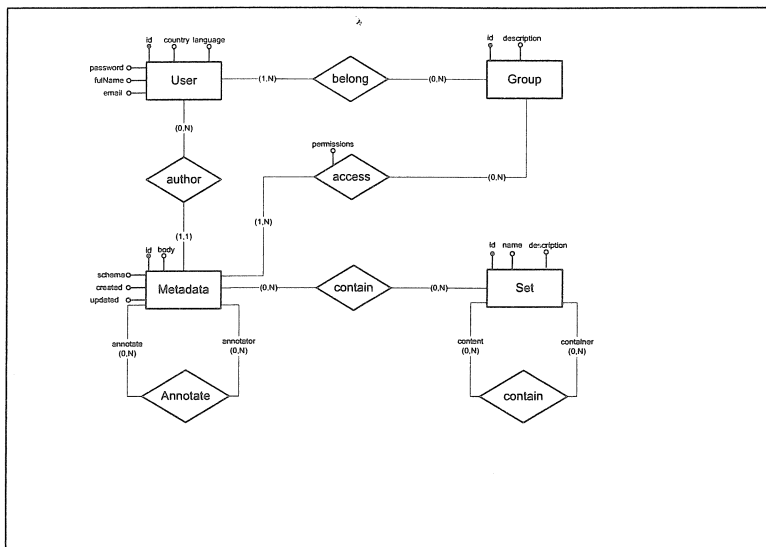 id country language
id description
password
fullName
email
User
(1,N)
belong
(0,N)
Group
(0,N)
permissions
author
access
(0,N)
(1,N)
(1,1)
id body
id name description
schema
created
updated
Metadata
(0,N)
contain
(0,N)
Set
annotate
(0,N)
annotator
(0,N)
content
(0,N)
container
(0,N)
Annotate
contain